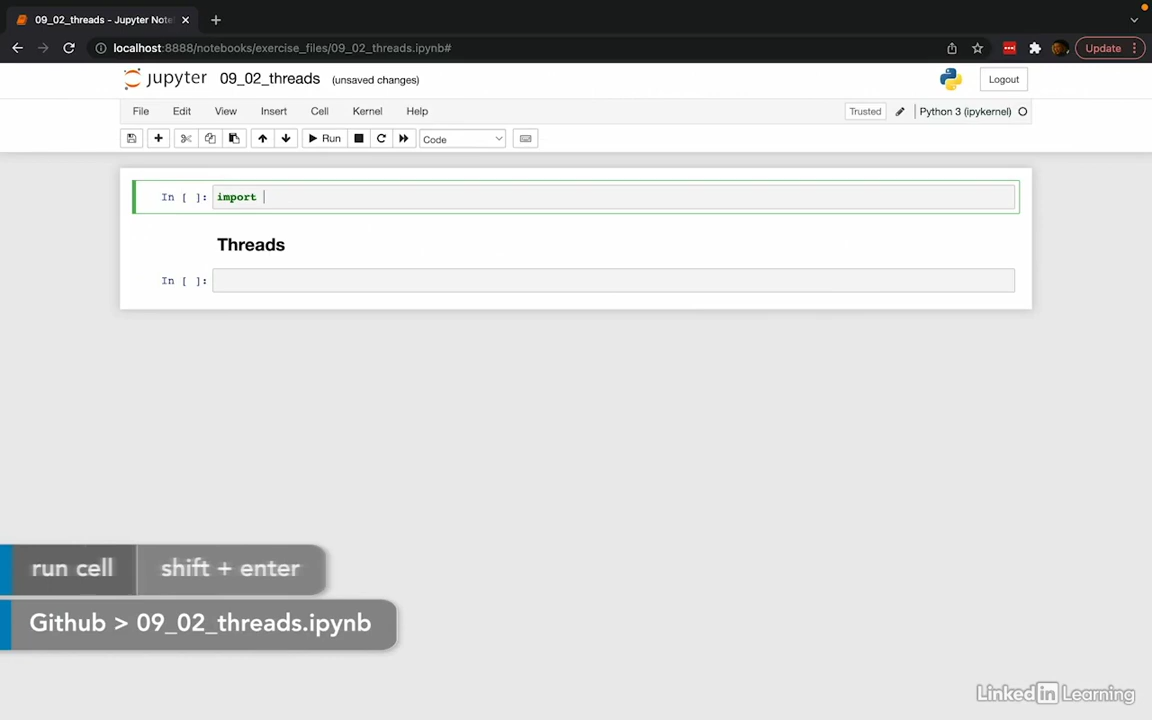 09_02_threads - Jupyter Note
localhost:8888/notebooks/exercise_files/09_02_threads.ipynb#
Update
jupyter 09_02_threads (unsaved changes)
Logout
File Edit View Insert Cell Kernel Help
Trusted
Python 3 (ipykernel)
Run
Code
In [ ]: import
Threads
In [ ]:
run cell shift + enter
Github > 09_02_threads.ipynb
LinkedIn Learning